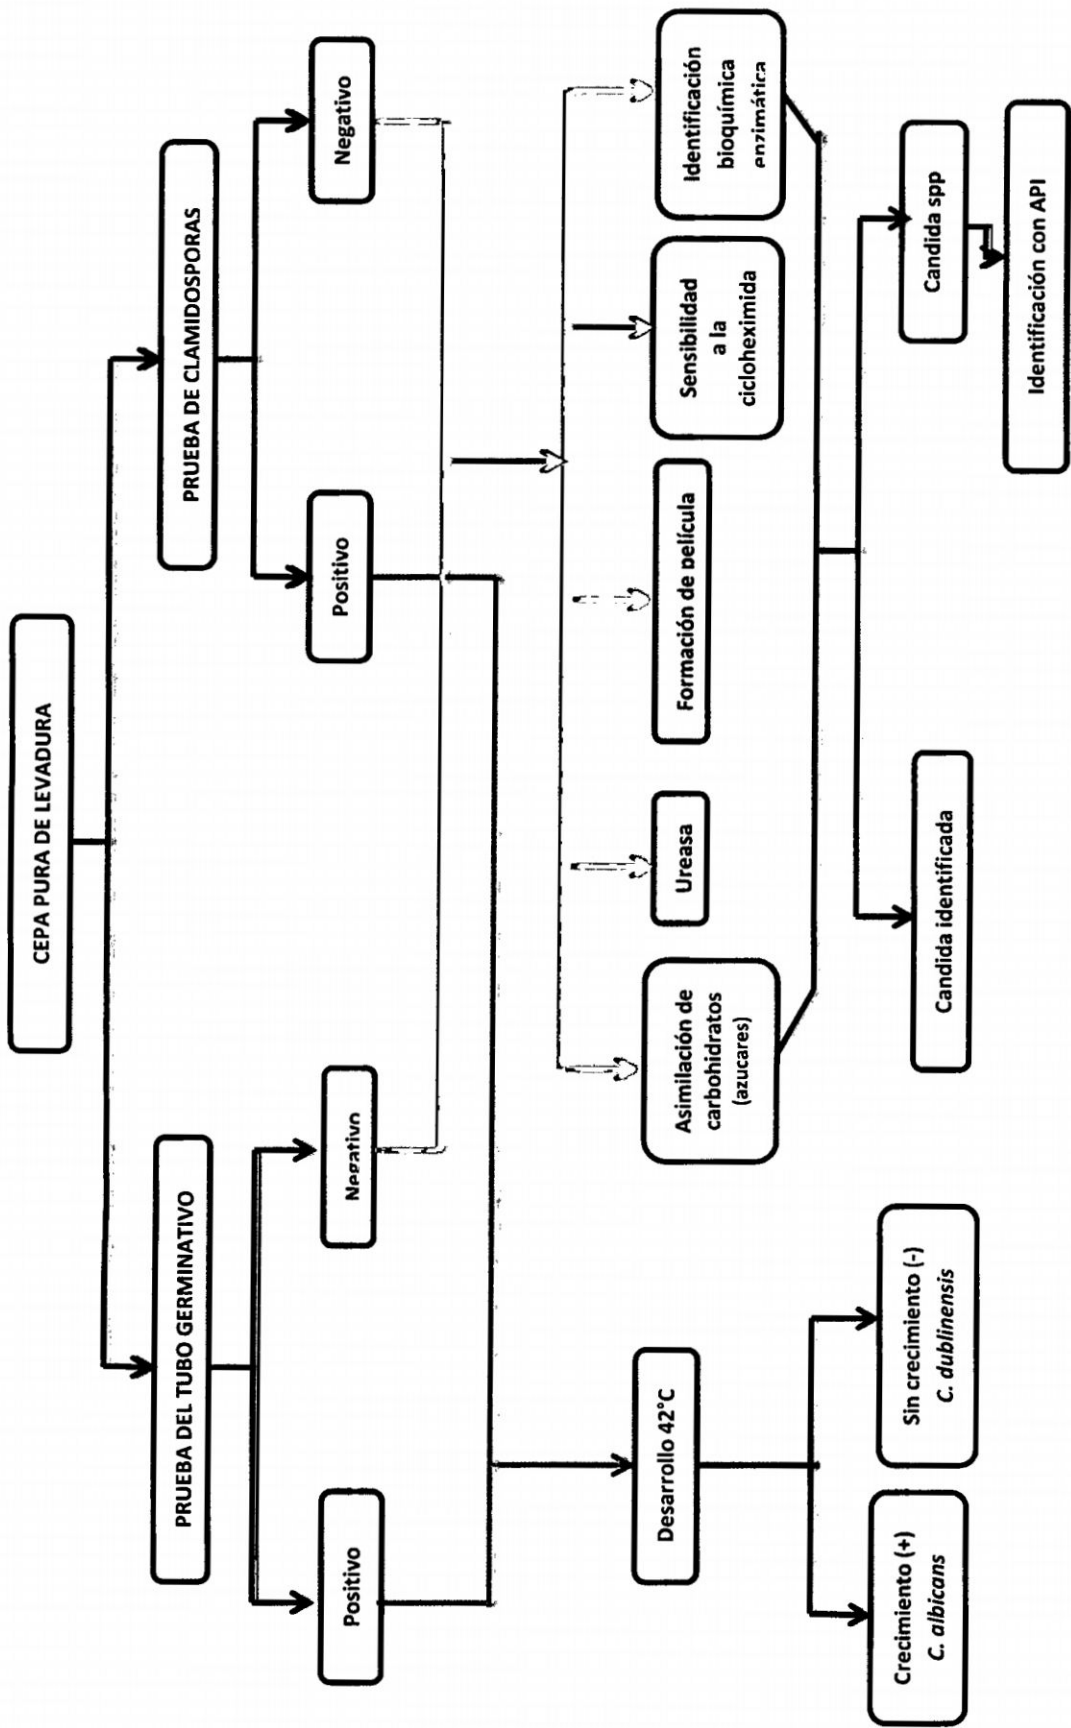 CEPA PURA DE LEVADURA
PRUEBA DEL TUBO GERMINATIVO
PRUEBA DE CLAMIDOSPORAS
Positivo
Negativo
Positivo
Negativo
Asimilación de
carbohidratos
(azucares)
Ureasa
Formación de película
Sensibilidad
a la
cicloheximida
Identificación
bioquímica
enzimática
Desarrollo 42°C
Crecimiento (+)
C. albicans
Sin crecimiento (-)
C. dublinensis
Candida identificada
Candida spp
Identificación con API